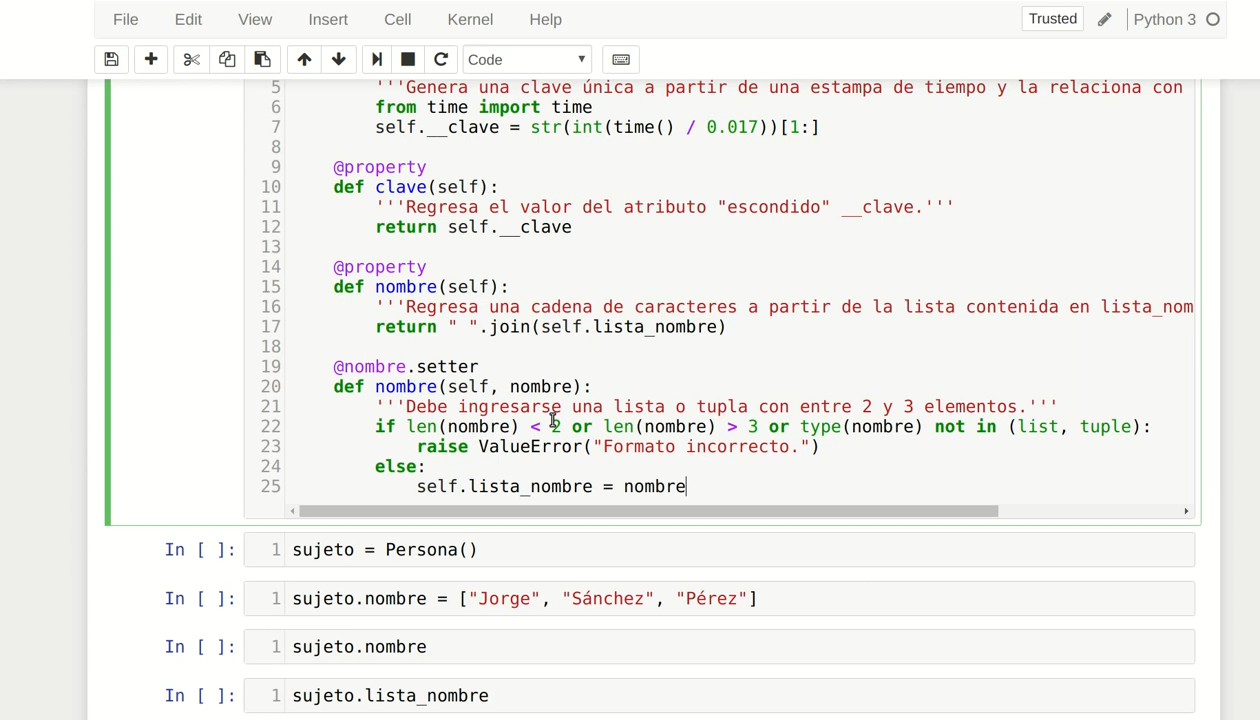 File Edit View Insert Cell Kernel Help Trusted Python 3
Code
5 '''Genera una clave única a partir de una estampa de tiempo y la relaciona con
6 from time import time
7 self.__clave = str(int(time() / 0.017))[1:]
8
9 @property
10 def clave(self):
11 '''Regresa el valor del atributo "escondido" __clave.'''
12 return self.__clave
13
14 @property
15 def nombre(self):
16 '''Regresa una cadena de caracteres a partir de la lista contenida en lista_nom
17 return " ".join(self.lista_nombre)
18
19 @nombre.setter
20 def nombre(self, nombre):
21 '''Debe ingresarse una lista o tupla con entre 2 y 3 elementos.'''
22 if len(nombre) < 2 or len(nombre) > 3 or type(nombre) not in (list, tuple):
23 raise ValueError("Formato incorrecto.")
24 else:
25 self.lista_nombre = nombre
In [ ]: 1 sujeto = Persona()
In [ ]: 1 sujeto.nombre = ["Jorge", "Sánchez", "Pérez"]
In [ ]: 1 sujeto.nombre
In [ ]: 1 sujeto.lista_nombre